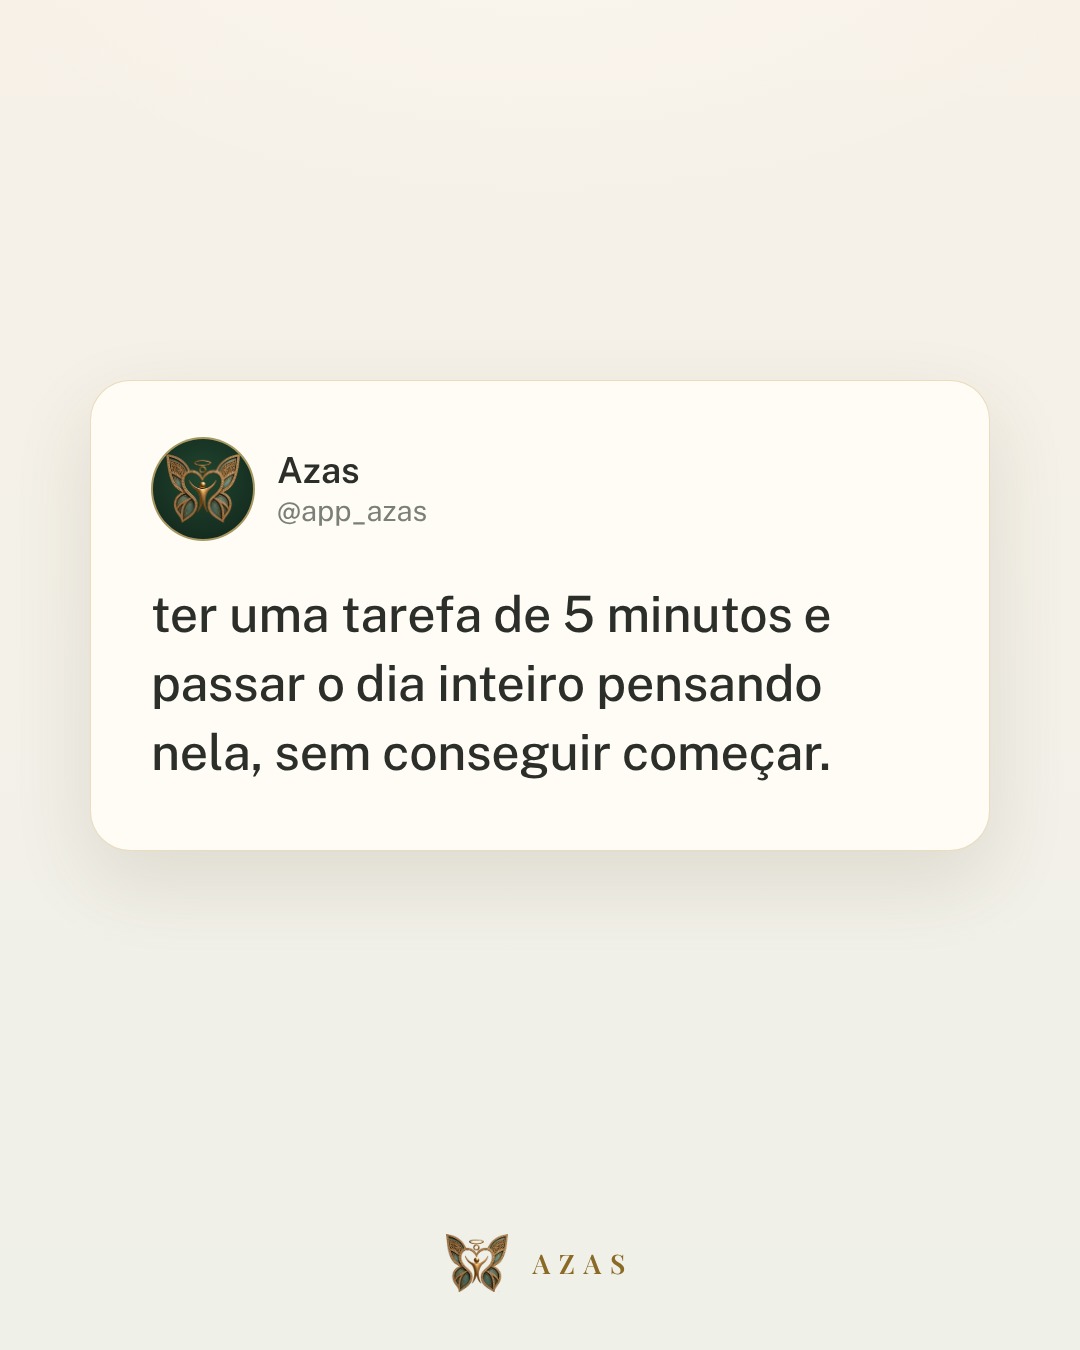 Azas
@app_azas
ter uma tarefa de 5 minutos e
passar o dia inteiro pensando
nela, sem conseguir começar.
AZAS